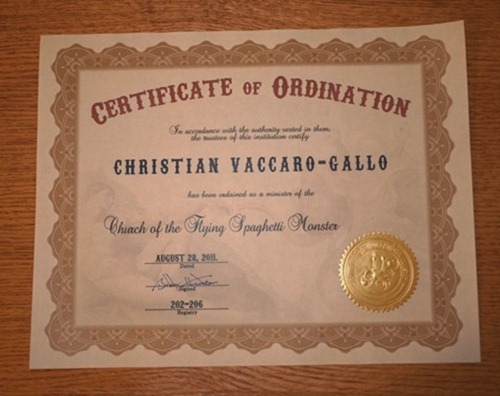 CERTIFICATE OF ORDINATION
In accordance with the authority vested in them,
the trustees of this institution certify
CHRISTIAN VACCARO-GALLO
has been ordained as a minister of the
Church of the Flying Spaghetti Monster
AUGUST 28, 2011.
Dated
Signed
202-206
Registry